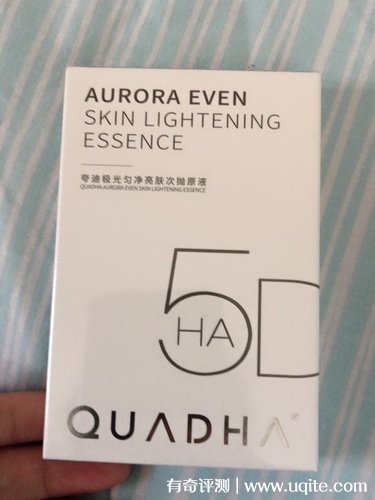 AURORA EVEN
SKIN LIGHTENING
ESSENCE
夸迪极光匀净亮肤次抛原液
QUADHA AURORA EVEN SKIN LIGHTENING ESSENCE
5D
HA
QUADHA
有奇评测 | www.uqite.com